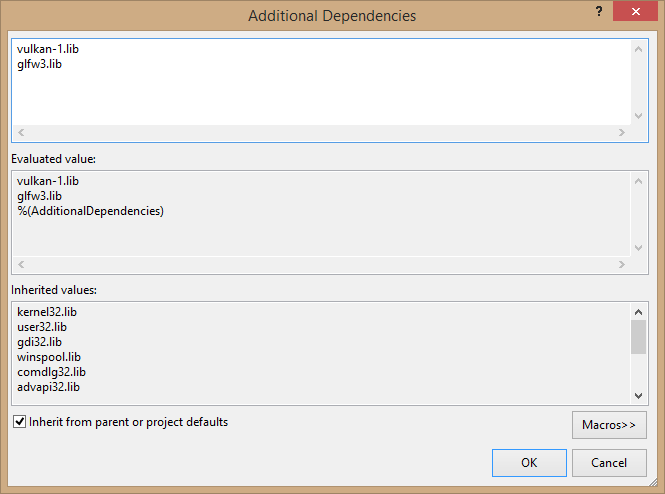 Additional Dependencies
?
vulkan-1.lib
glfw3.lib
Evaluated value:
vulkan-1.lib
glfw3.lib
%(AdditionalDependencies)
Inherited values:
kernel32.lib
user32.lib
gdi32.lib
winspool.lib
comdlg32.lib
advapi32.lib
Inherit from parent or project defaults
Macros>>
OK
Cancel